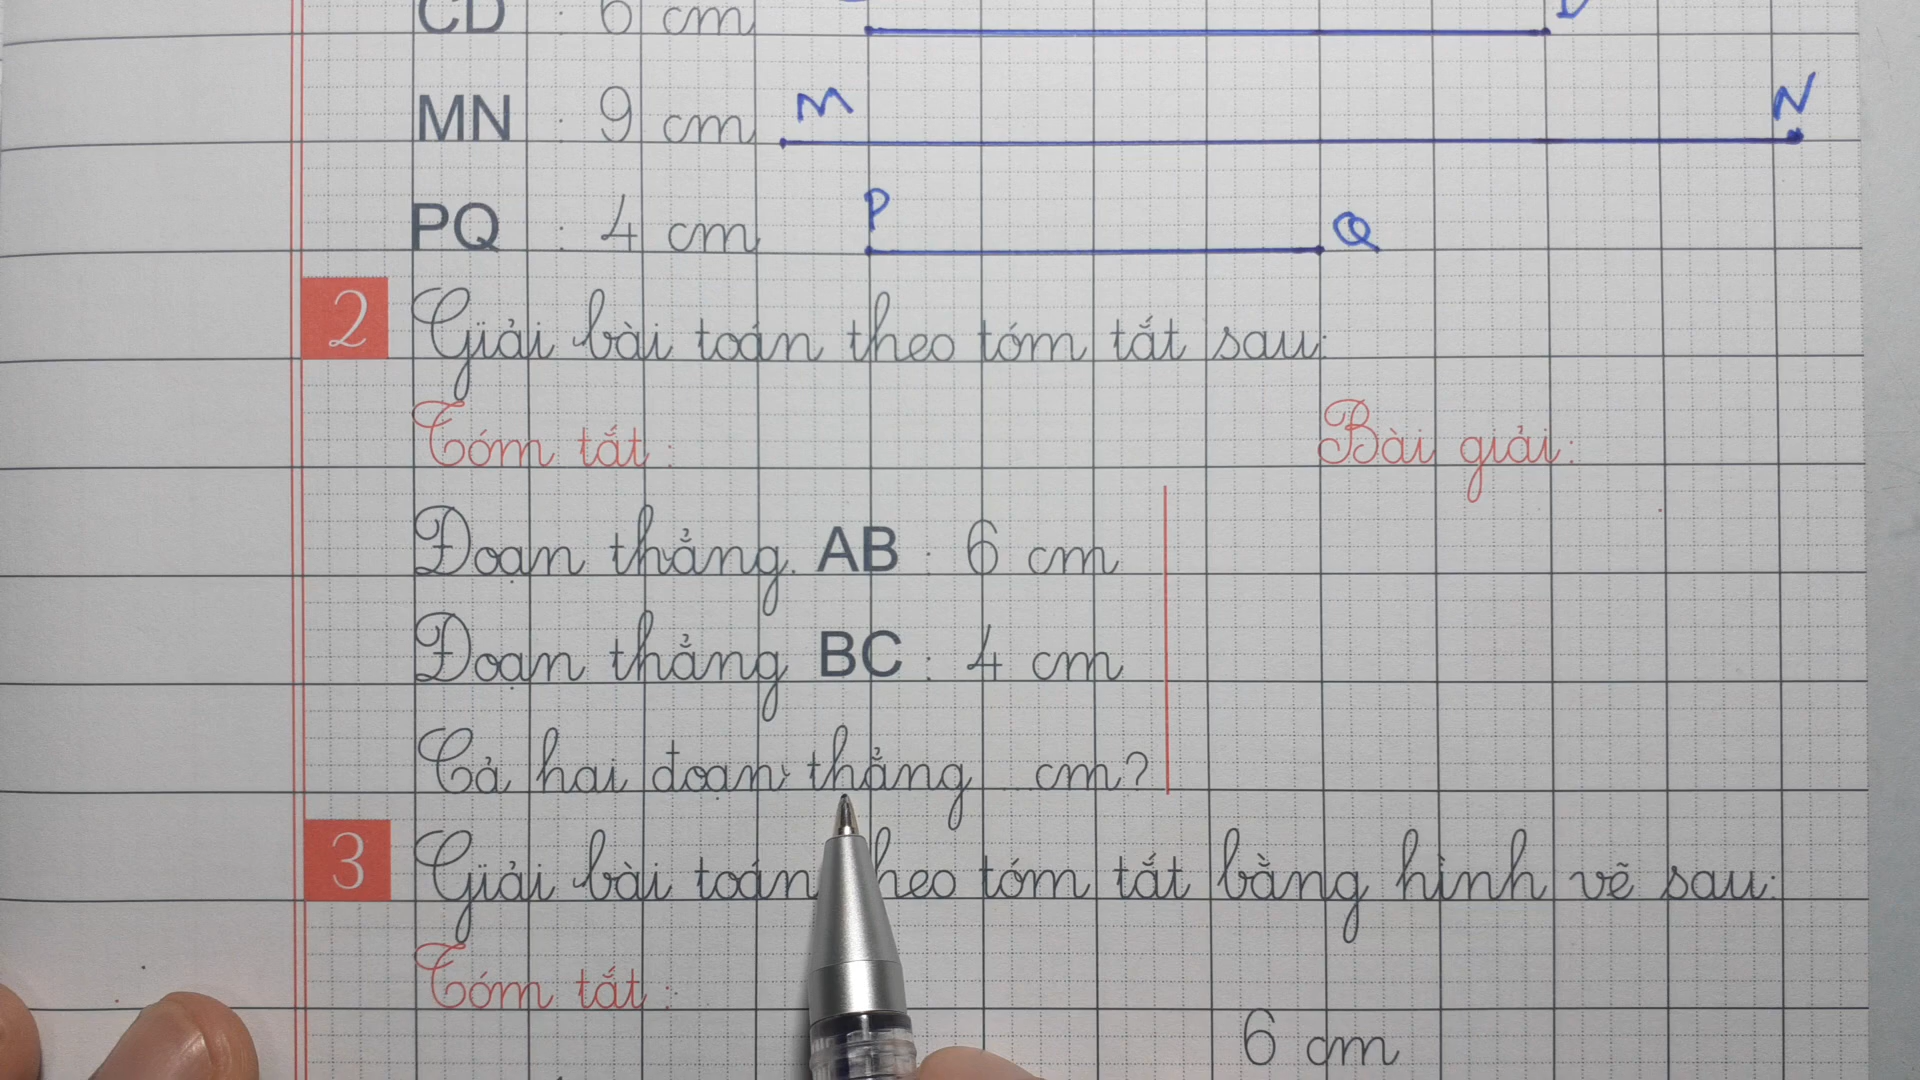 CD : 6 cm
MN : 9 cm M N
PQ : 4 cm P Q
2 Giải bài toán theo tóm tắt sau:
Tóm tắt: Bài giải:
Đoạn thẳng AB : 6 cm
Đoạn thẳng BC : 4 cm
Cả hai đoạn thẳng cm?
3 Giải bài toán theo tóm tắt bằng hình vẽ sau:
Tóm tắt:
6 cm